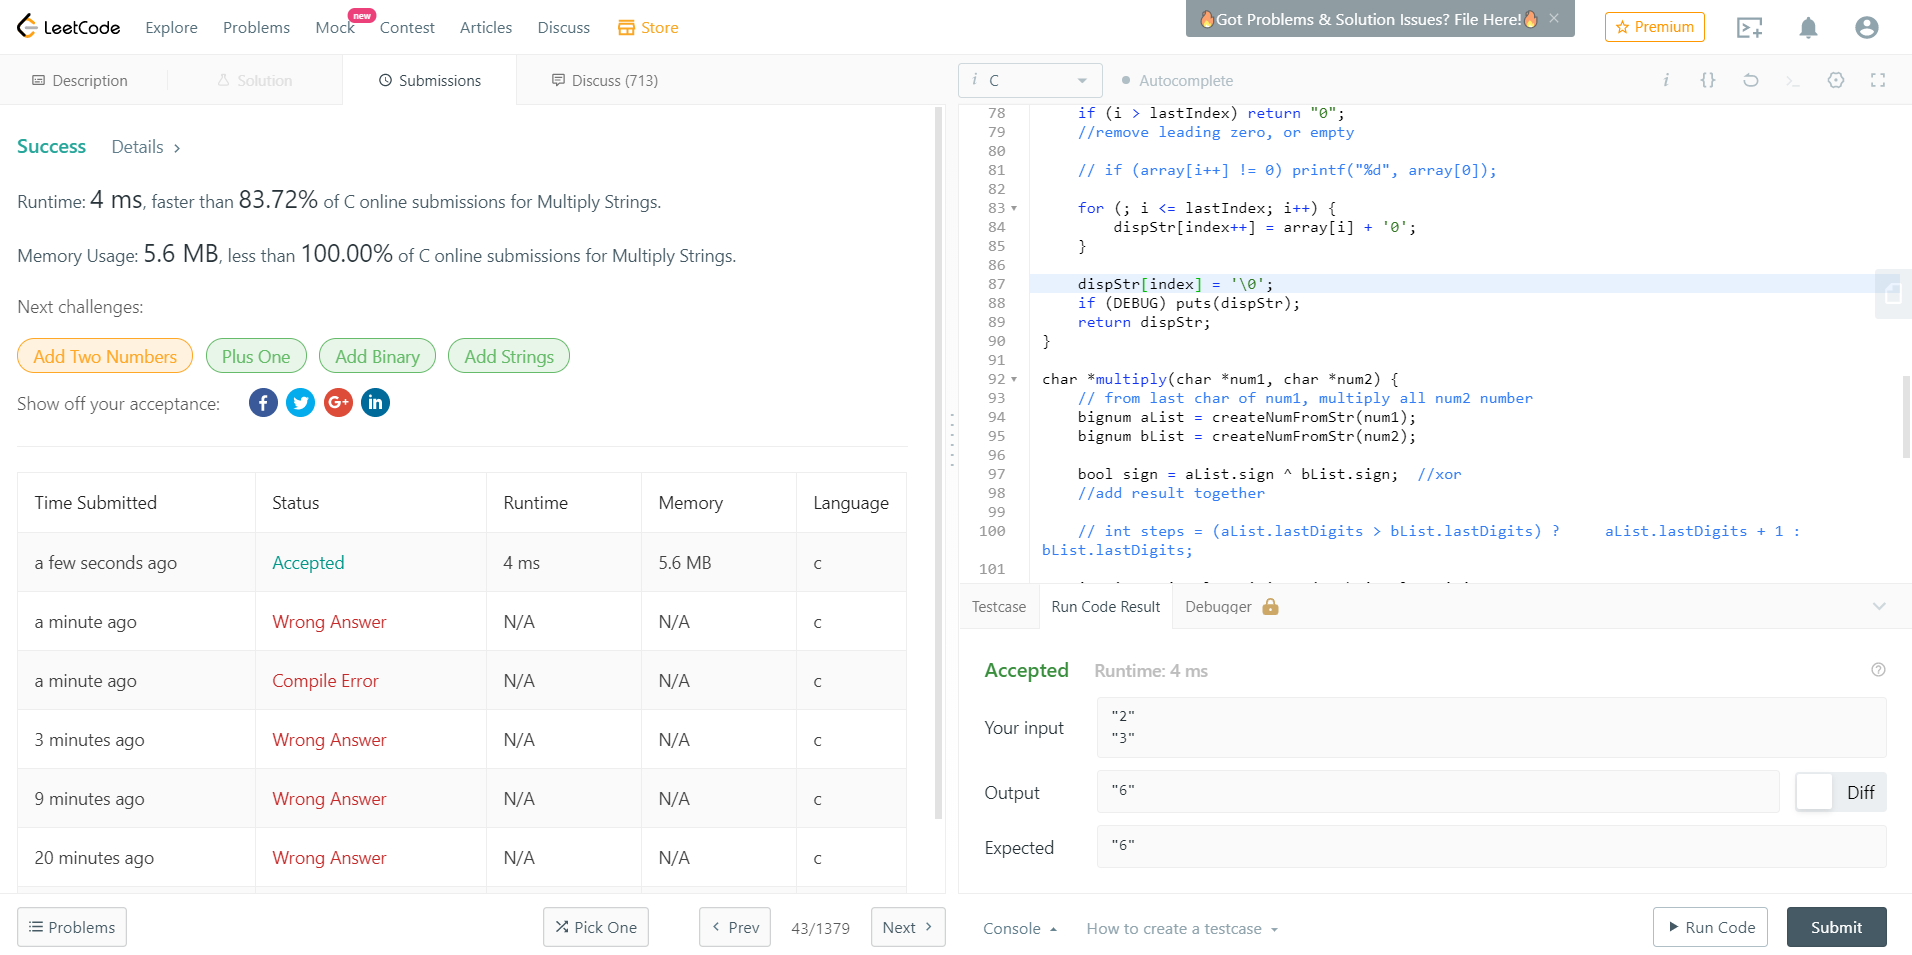 LeetCode Explore Problems Mock new Contest Articles Discuss Store
🔥Got Problems & Solution Issues? File Here!🔥 ×
Premium
Description Solution Submissions Discuss (713)
Success Details >
Runtime: 4 ms, faster than 83.72% of C online submissions for Multiply Strings.
Memory Usage: 5.6 MB, less than 100.00% of C online submissions for Multiply Strings.
Next challenges:
Add Two Numbers Plus One Add Binary Add Strings
Show off your acceptance: f G+ in
Time Submitted Status Runtime Memory Language
a few seconds ago Accepted 4 ms 5.6 MB c
a minute ago Wrong Answer N/A N/A c
a minute ago Compile Error N/A N/A c
3 minutes ago Wrong Answer N/A N/A c
9 minutes ago Wrong Answer N/A N/A c
20 minutes ago Wrong Answer N/A N/A c
Problems Pick One < Prev 43/1379 Next >
i C Autocomplete i {}
78 if (i > lastIndex) return "0";
79 //remove leading zero, or empty
80
81 // if (array[i++] != 0) printf("%d", array[0]);
82
83 for (; i <= lastIndex; i++) {
84 dispStr[index++] = array[i] + '0';
85 }
86
87 dispStr[index] = '\0';
88 if (DEBUG) puts(dispStr);
89 return dispStr;
90 }
91
92 char *multiply(char *num1, char *num2) {
93 // from last char of num1, multiply all num2 number
94 bignum aList = createNumFromStr(num1);
95 bignum bList = createNumFromStr(num2);
96
97 bool sign = aList.sign ^ bList.sign; //xor
98 //add result together
99
100 // int steps = (aList.lastDigits > bList.lastDigits) ? aList.lastDigits + 1 :
bList.lastDigits;
101
Testcase Run Code Result Debugger
Accepted Runtime: 4 ms
Your input
"2"
"3"
Output "6" Diff
Expected "6"
Console How to create a testcase Run Code Submit